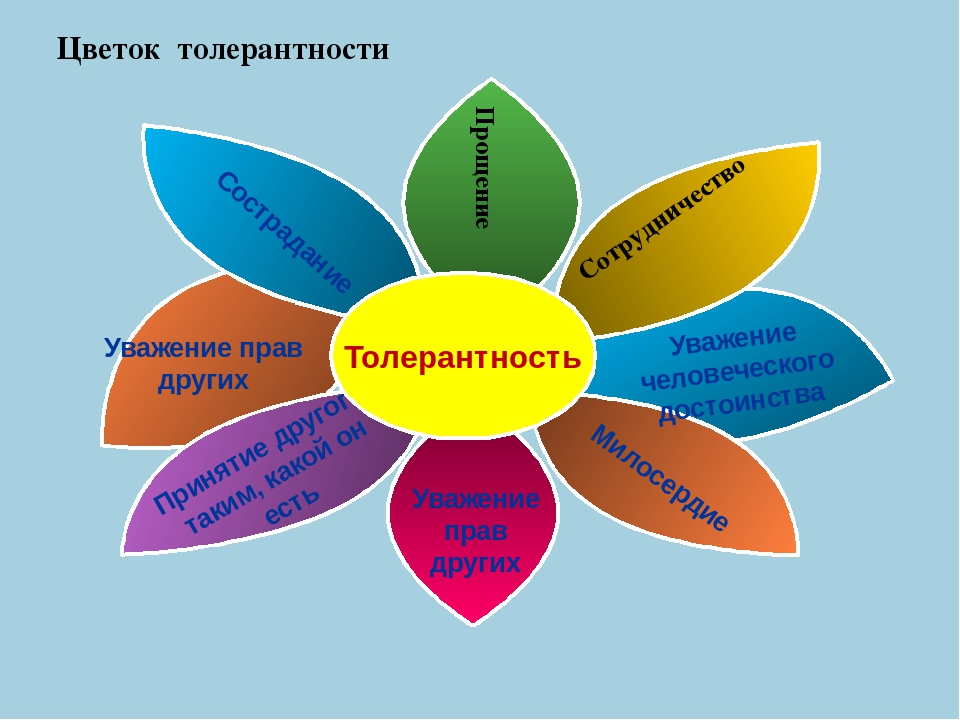 Цветок толерантности
Прощение
Сострадание
Сотрудничество
Уважение прав
других
Толерантность
Уважение
человеческого
достоинства
Принятие другог
таким, какой он
есть
Милосердие
Уважение
прав
других